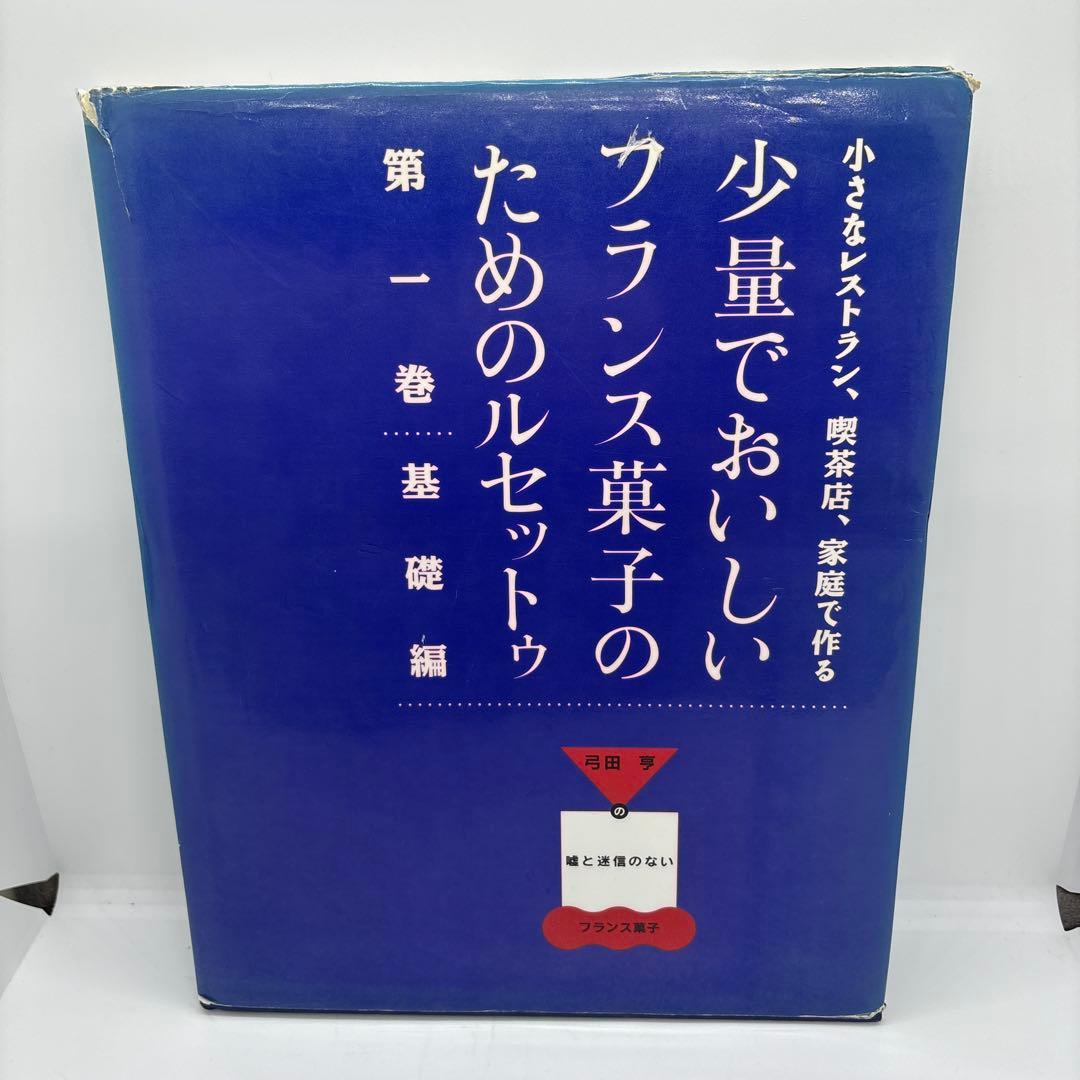 小さなレストラン、喫茶店、家庭で作る
少量でおいしい
フランス菓子の
ためのルセットゥ
第一巻基礎編
弓田 亨
の
嘘と迷信のない
フランス菓子